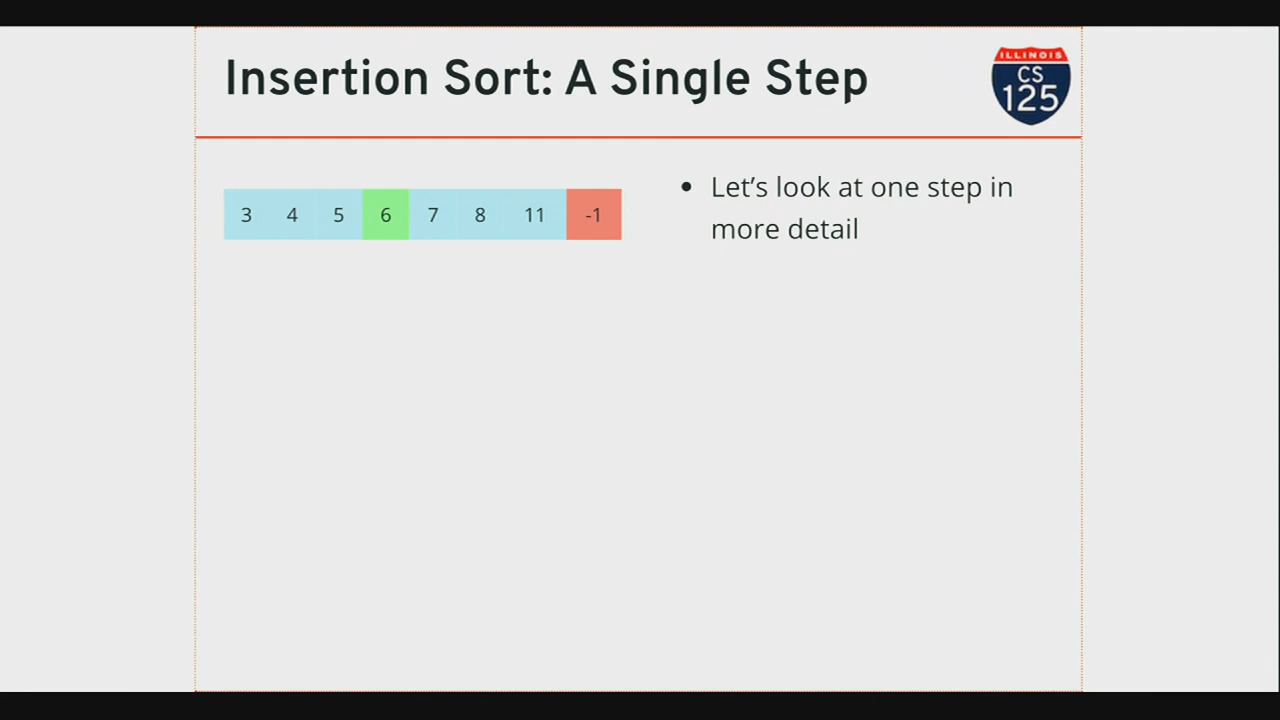 Insertion Sort: A Single Step
ILLINOIS
CS
125
3 4 5 6 7 8 11 -1
• Let's look at one step in
more detail